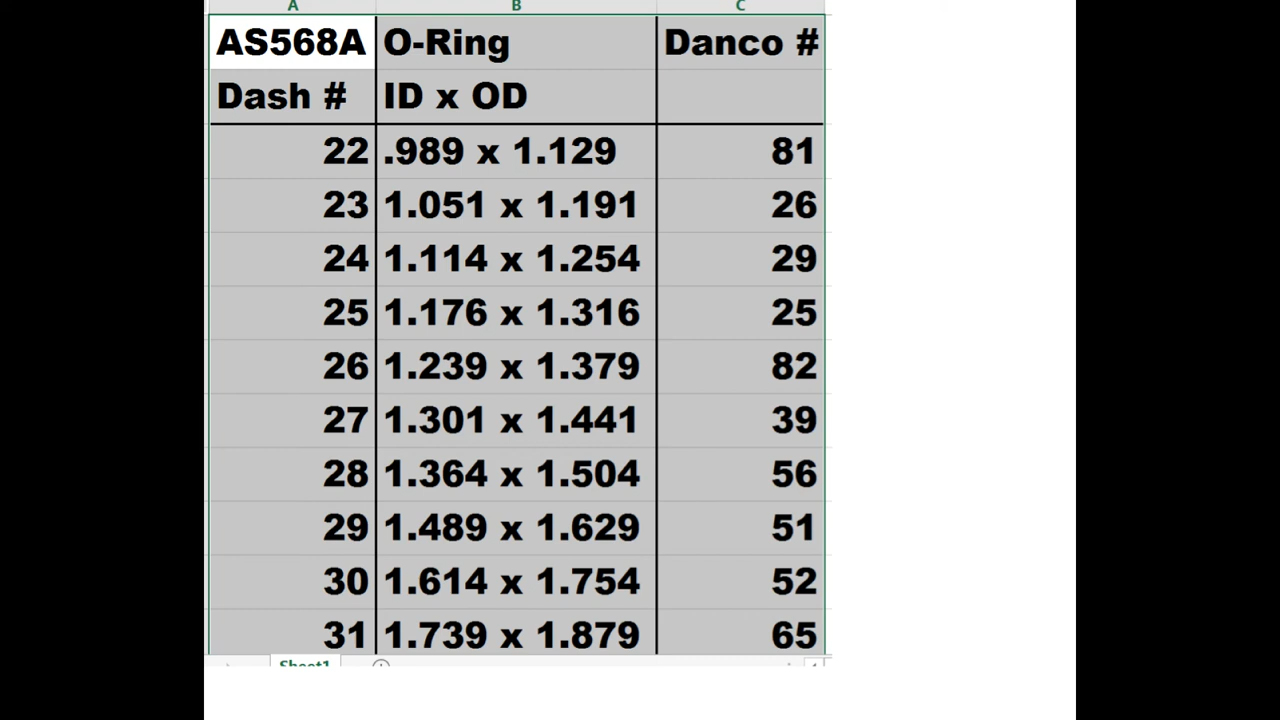 A B C
AS568A O-Ring Danco #
Dash # ID x OD
22 .989 x 1.129 81
23 1.051 x 1.191 26
24 1.114 x 1.254 29
25 1.176 x 1.316 25
26 1.239 x 1.379 82
27 1.301 x 1.441 39
28 1.364 x 1.504 56
29 1.489 x 1.629 51
30 1.614 x 1.754 52
31 1.739 x 1.879 65
Sheet1